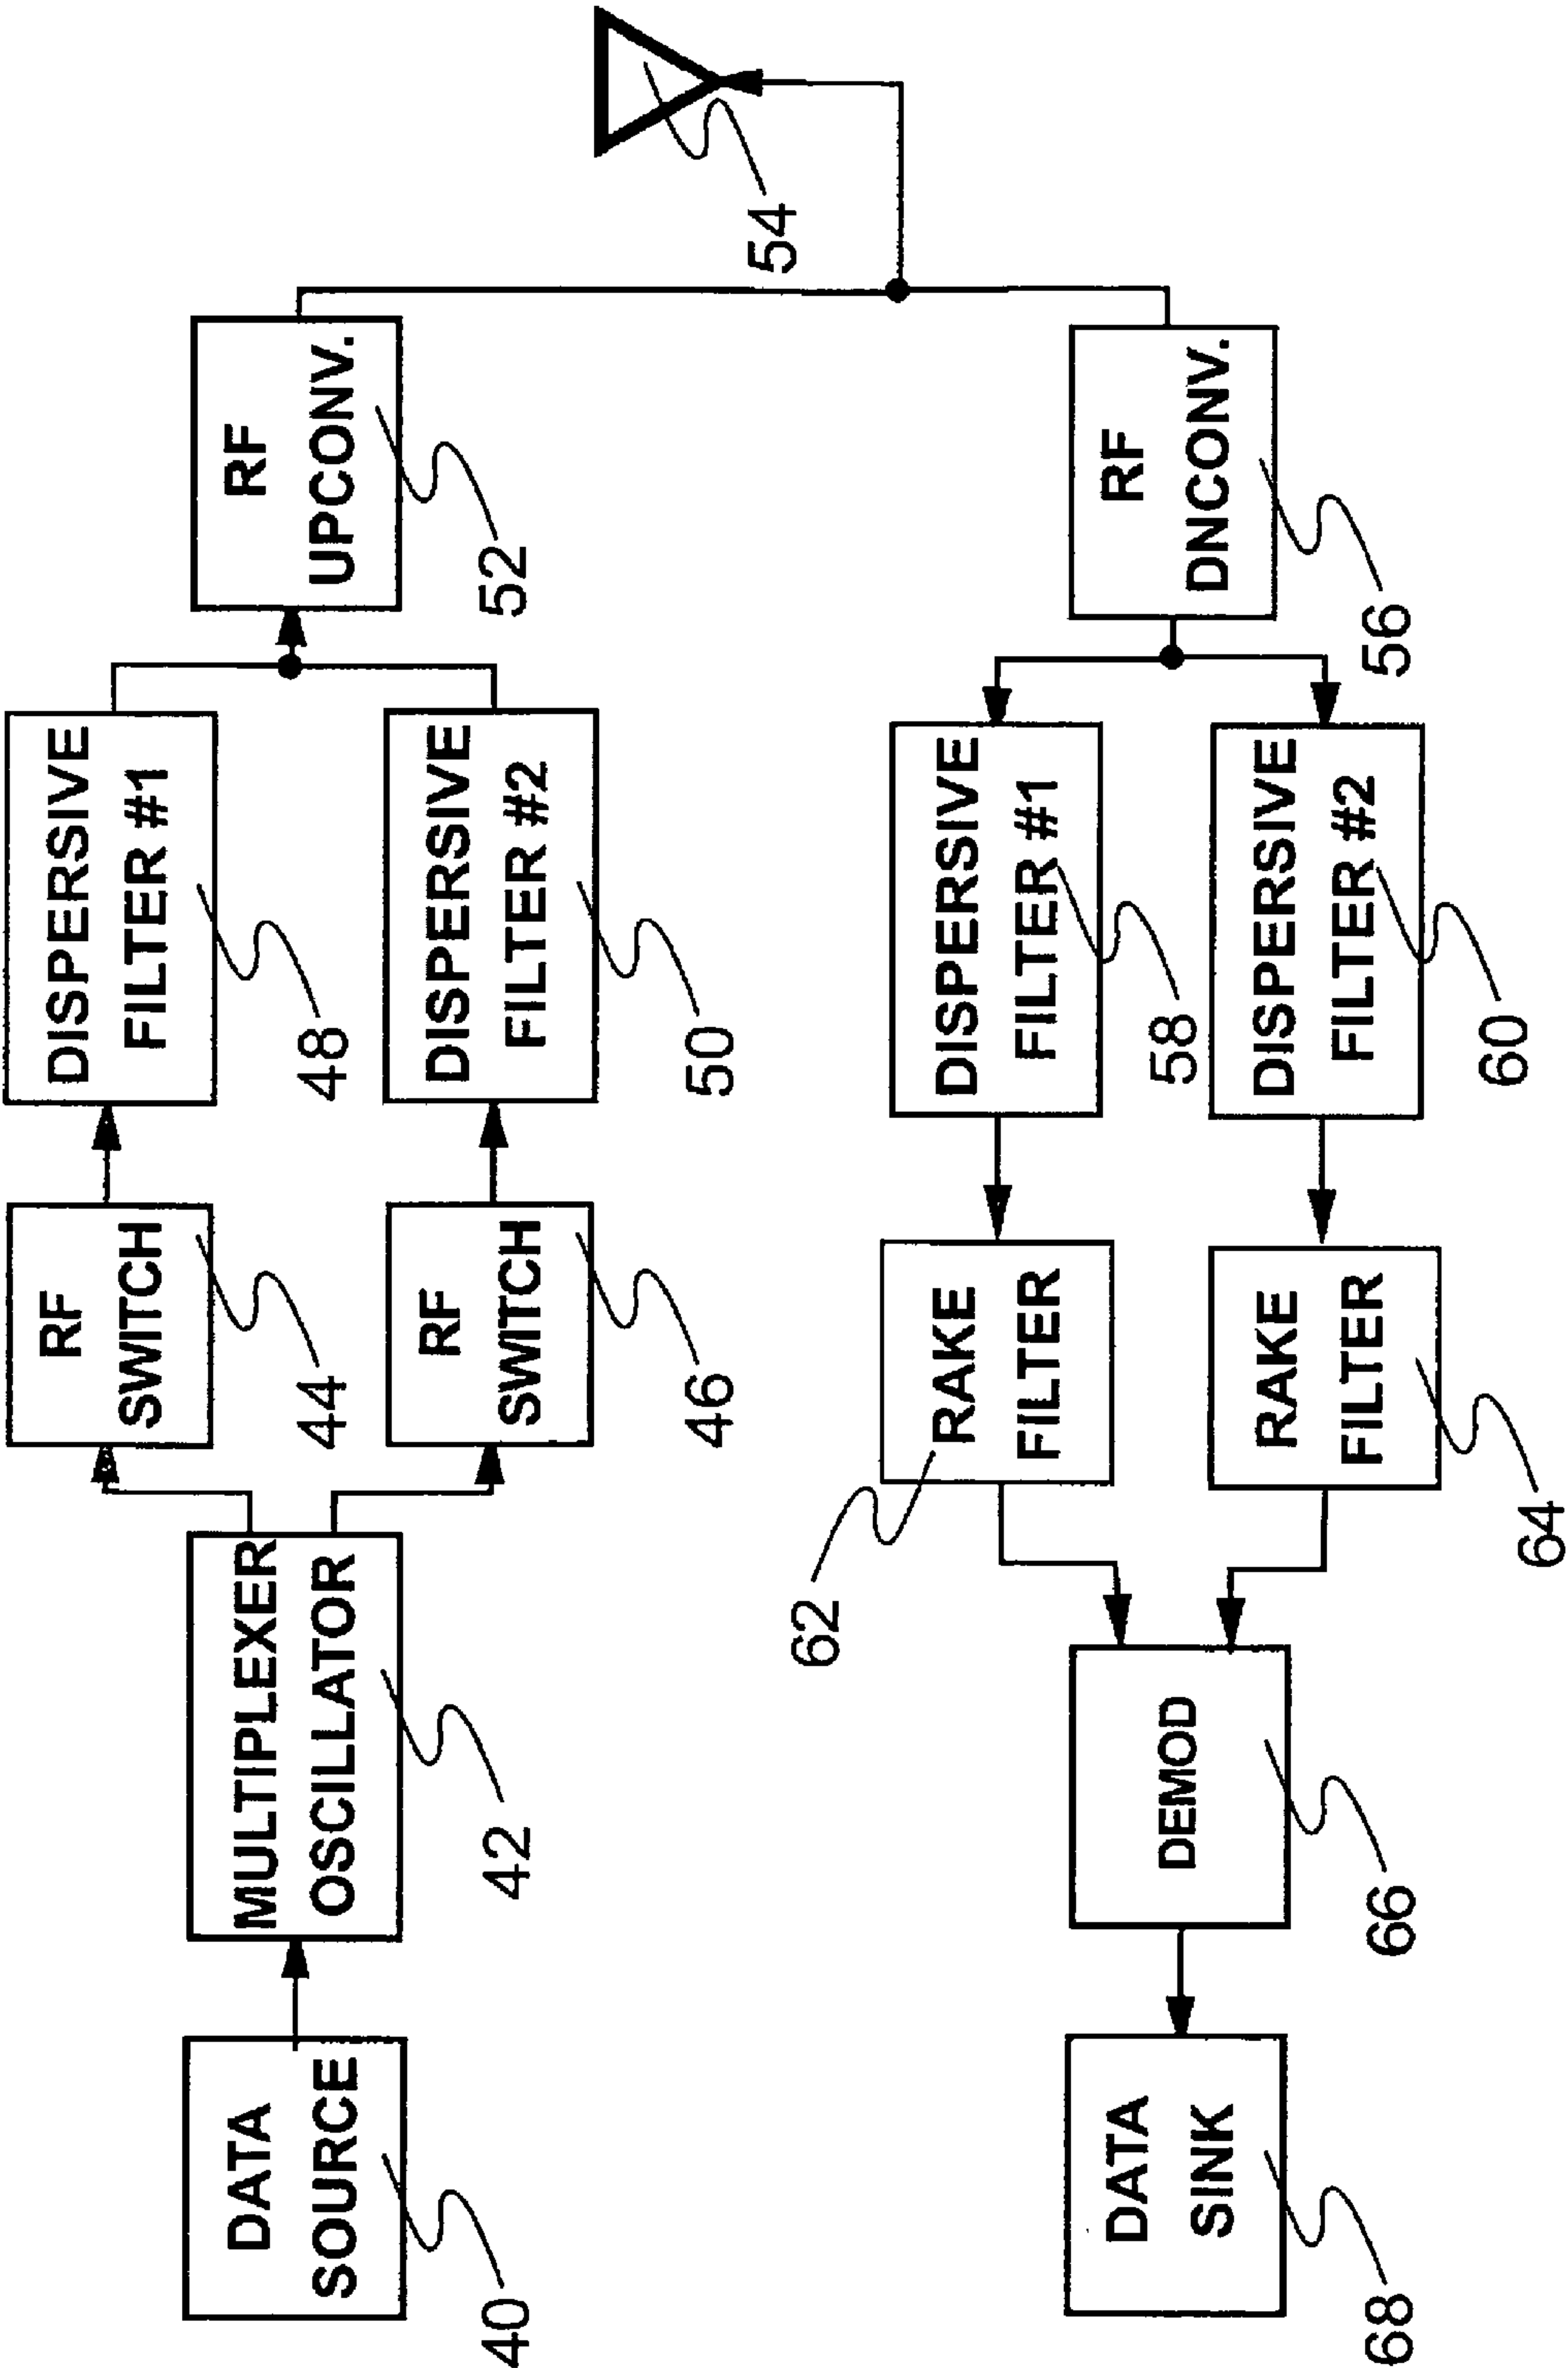 DATA
SOURCE
40
MULTIPLEXER
OSCILLATOR
42
RF
SWITCH
44
RF
SWITCH
46
DISPERSIVE
FILTER #1
48
DISPERSIVE
FILTER #2
50
RF
UPCONV.
52
54
RF
DNCONV.
56
DISPERSIVE
FILTER #1
58
DISPERSIVE
FILTER #2
60
RAKE
FILTER
62
RAKE
FILTER
64
DEMOD
66
DATA
SINK
68